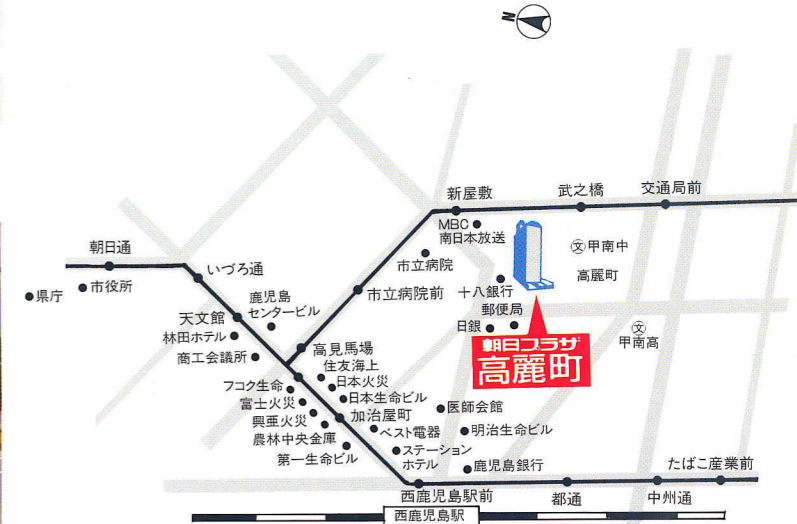 N
新屋敷
武之橋
交通局前
MBC
南日本放送
㊛甲南中
高麗町
市立病院
朝日通
いづろ通
県庁
市役所
鹿児島
センタービル
市立病院前
十八銀行
郵便局
日銀
天文館
林田ホテル
商工会議所
高見馬場
住友海上
日本火災
日本生命ビル
文
甲南高
朝日プラザ
高麗町
フコク生命
富士火災
興亜火災
農林中央金庫
第一生命ビル
加治屋町
ベスト電器
ステーション
ホテル
医師会館
明治生命ビル
鹿児島銀行
西鹿児島駅前
都通
中州通
たばこ産業前
西鹿児島駅